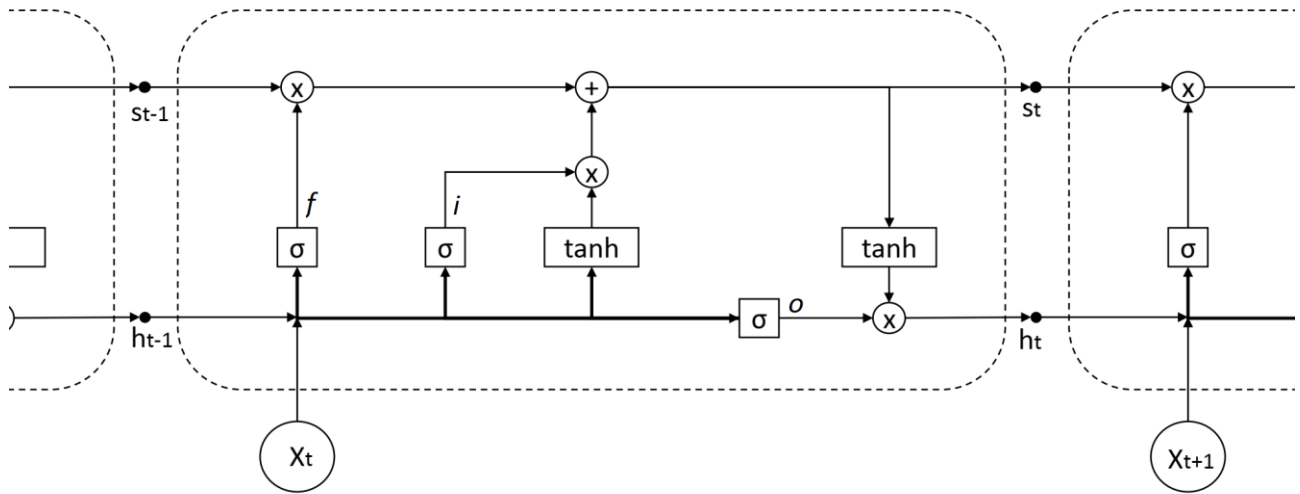 x + x
st-1 st
x
f i
σ σ tanh tanh σ
o
σ x
ht-1 ht
Xt Xt+1